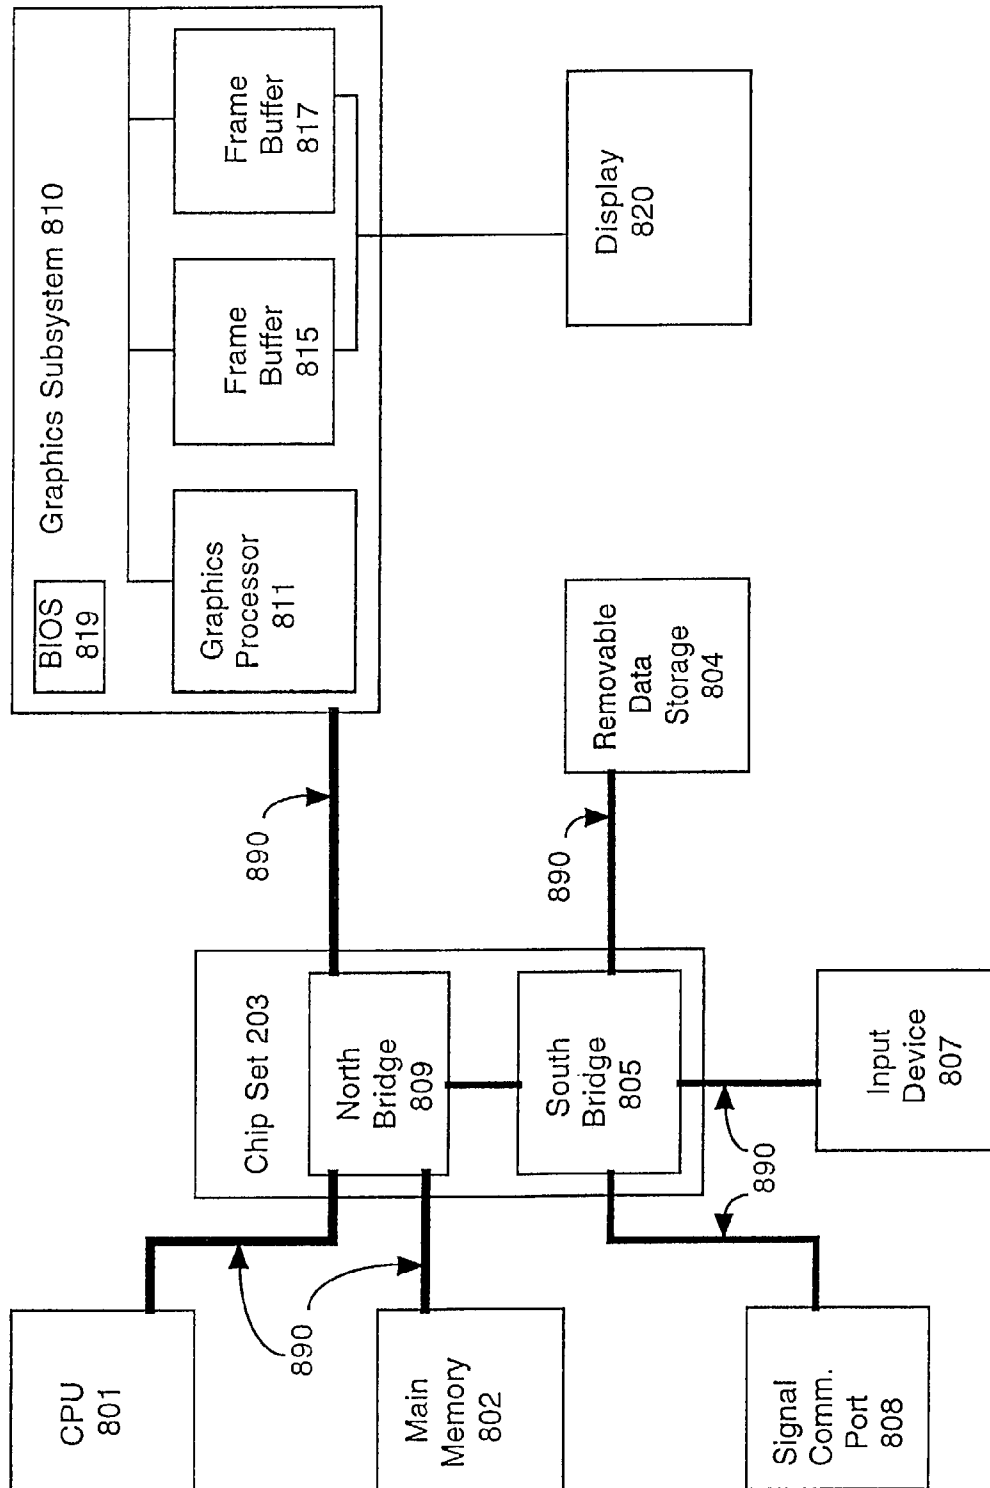 CPU
801
Main
Memory
802
Signal
Comm.
Port
808
890
890
Chip Set 203
North
Bridge
809
South
Bridge
805
Input
Device
807
890
890
Removable
Data
Storage
804
Graphics Subsystem 810
BIOS
819
Graphics
Processor
811
Frame
Buffer
815
Frame
Buffer
817
Display
820